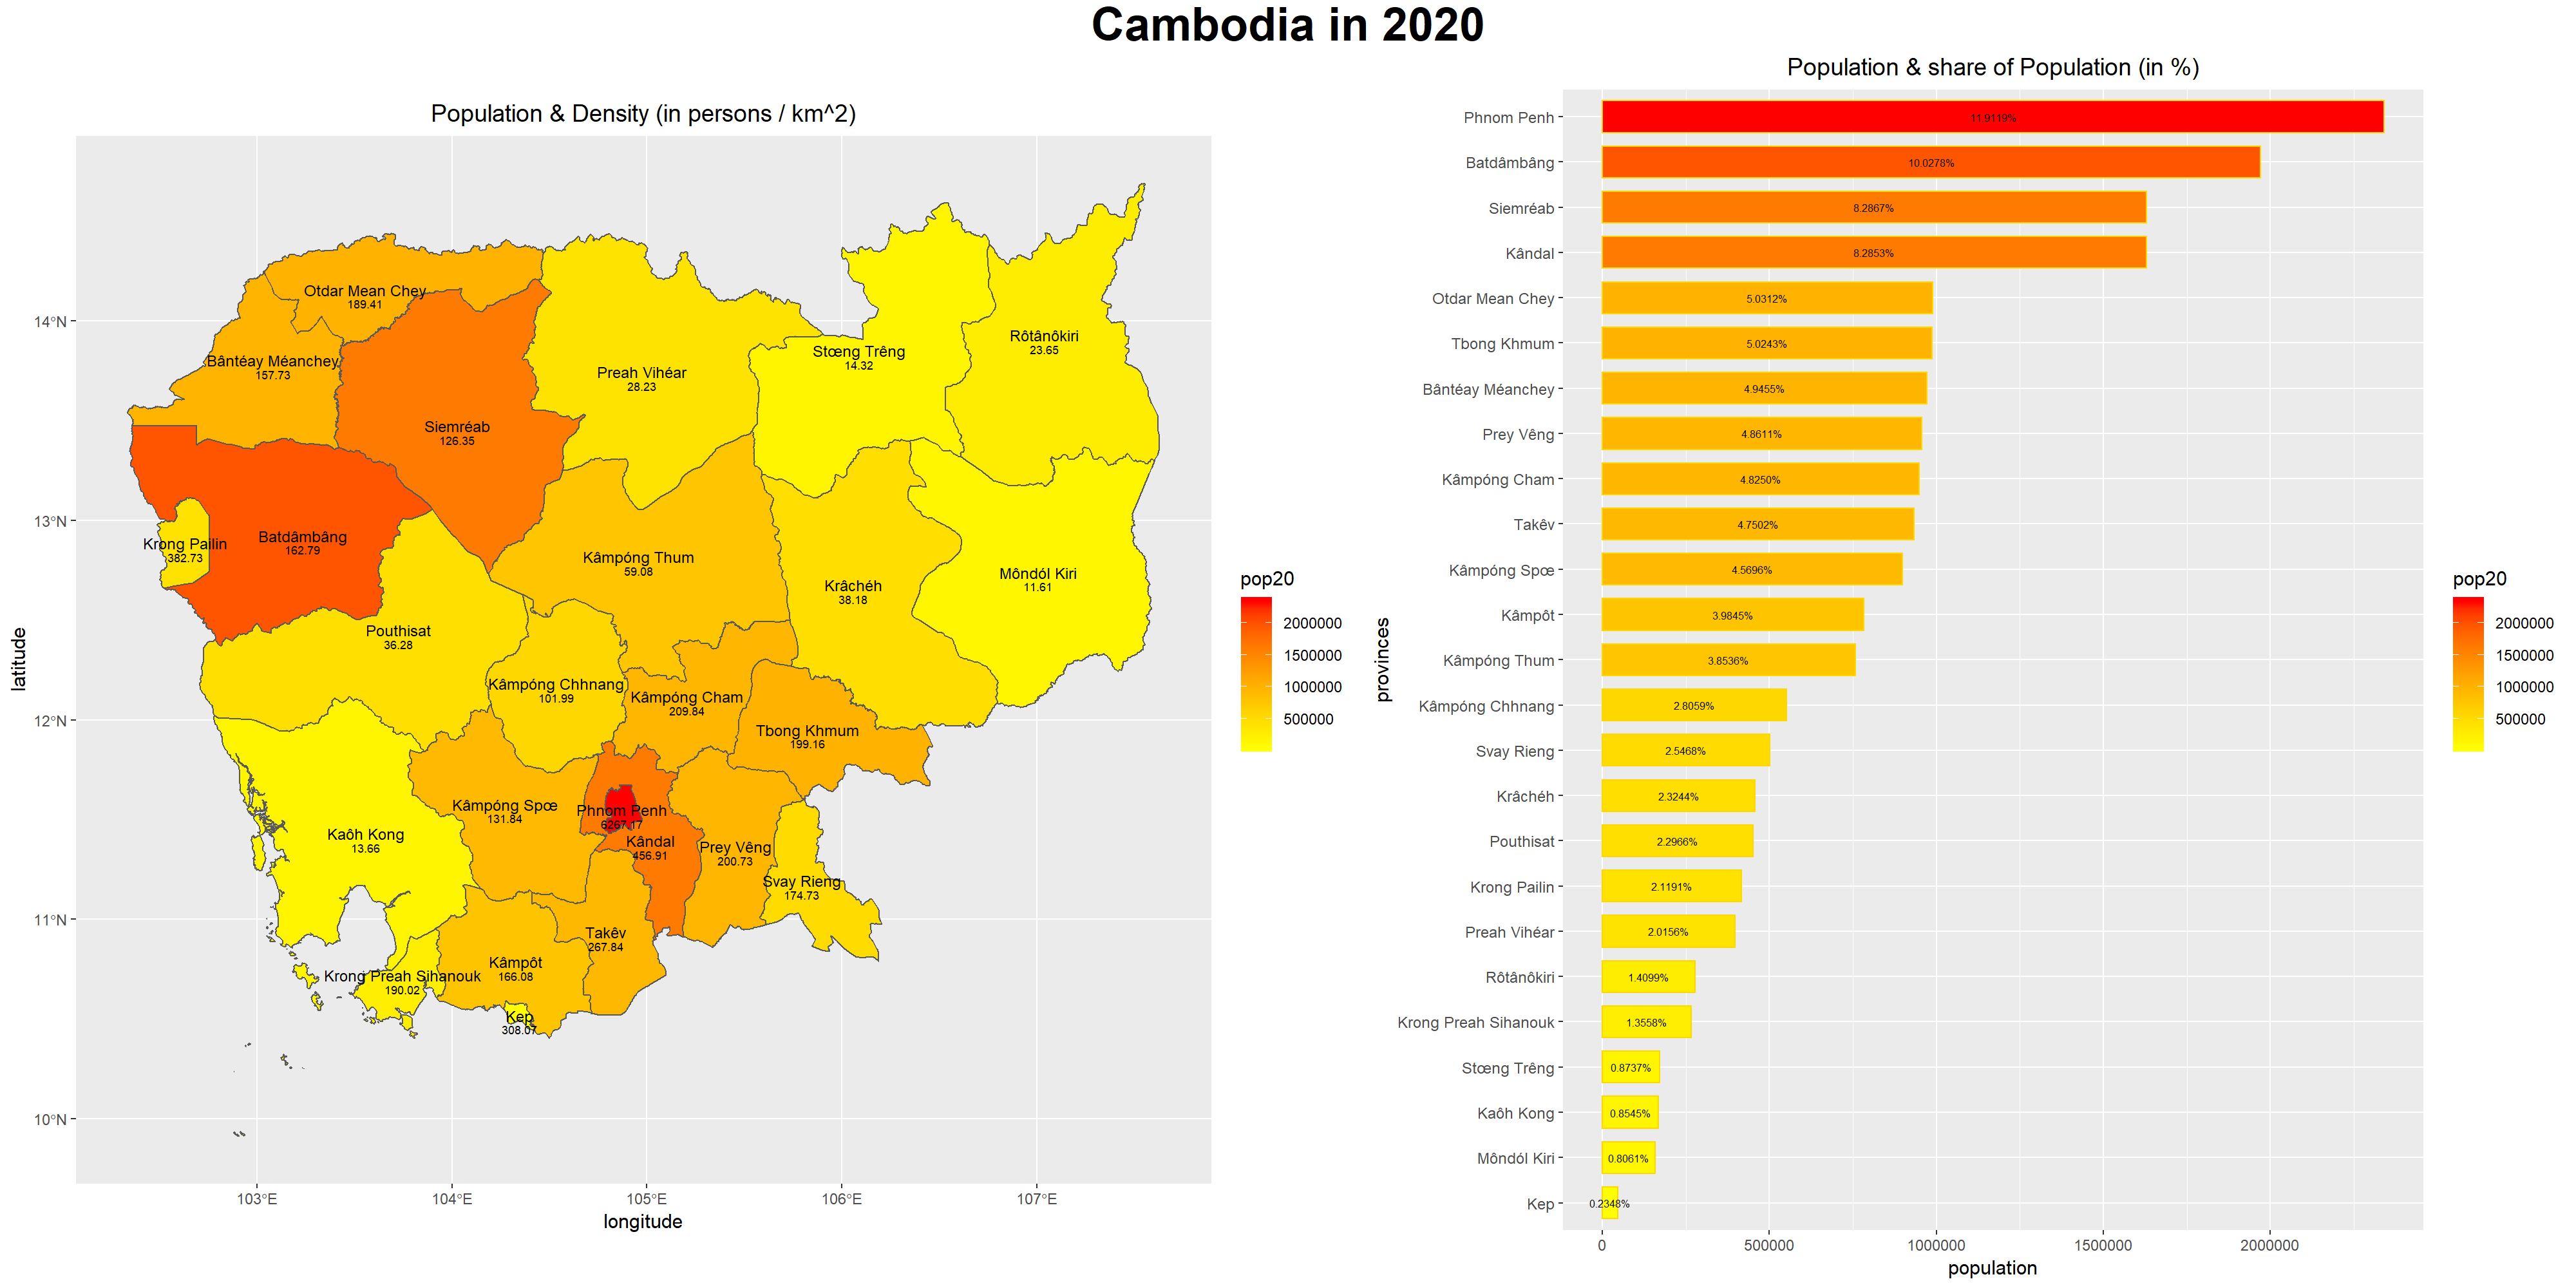 Cambodia in 2020
Population & Density (in persons / km^2)
latitude
14°N
13°N
12°N
11°N
10°N
Otdar Mean Chey
189.41
Bântéay Méanchey
157.73
Siemréab
126.35
Preah Vihéar
28.23
Stœng Trêng
14.32
Rôtânôkiri
23.65
Krong Pailin
382.73
Batdâmbâng
162.79
Kâmpóng Thum
59.08
Krâchéh
38.18
Môndól Kiri
11.61
Pouthisat
36.28
Kâmpóng Chhnang
101.99
Kâmpóng Cham
209.84
Tbong Khmum
199.16
Kâmpóng Spœ
131.84
Phnom Penh
6267.17
Kândal
456.91
Prey Vêng
200.73
Svay Rieng
174.73
Kaôh Kong
13.66
Takêv
267.84
Kâmpôt
166.08
Krong Preah Sihanouk
190.02
Kep
308.07
103°E
104°E
105°E
106°E
107°E
longitude
pop20
2000000
1500000
1000000
500000
Population & share of Population (in %)
provinces
Phnom Penh 11.9119%
Batdâmbâng 10.0278%
Siemréab 8.2867%
Kândal 8.2853%
Otdar Mean Chey 5.0312%
Tbong Khmum 5.0243%
Bântéay Méanchey 4.9455%
Prey Vêng 4.8611%
Kâmpóng Cham 4.8250%
Takêv 4.7502%
Kâmpóng Spœ 4.5696%
Kâmpôt 3.9845%
Kâmpóng Thum 3.8536%
Kâmpóng Chhnang 2.8059%
Svay Rieng 2.5468%
Krâchéh 2.3244%
Pouthisat 2.2966%
Krong Pailin 2.1191%
Preah Vihéar 2.0156%
Rôtânôkiri 1.4099%
Krong Preah Sihanouk 1.3558%
Stœng Trêng 0.8737%
Kaôh Kong 0.8545%
Môndól Kiri 0.8061%
Kep 0.2348%
0
500000
1000000
1500000
2000000
population
pop20
2000000
1500000
1000000
500000